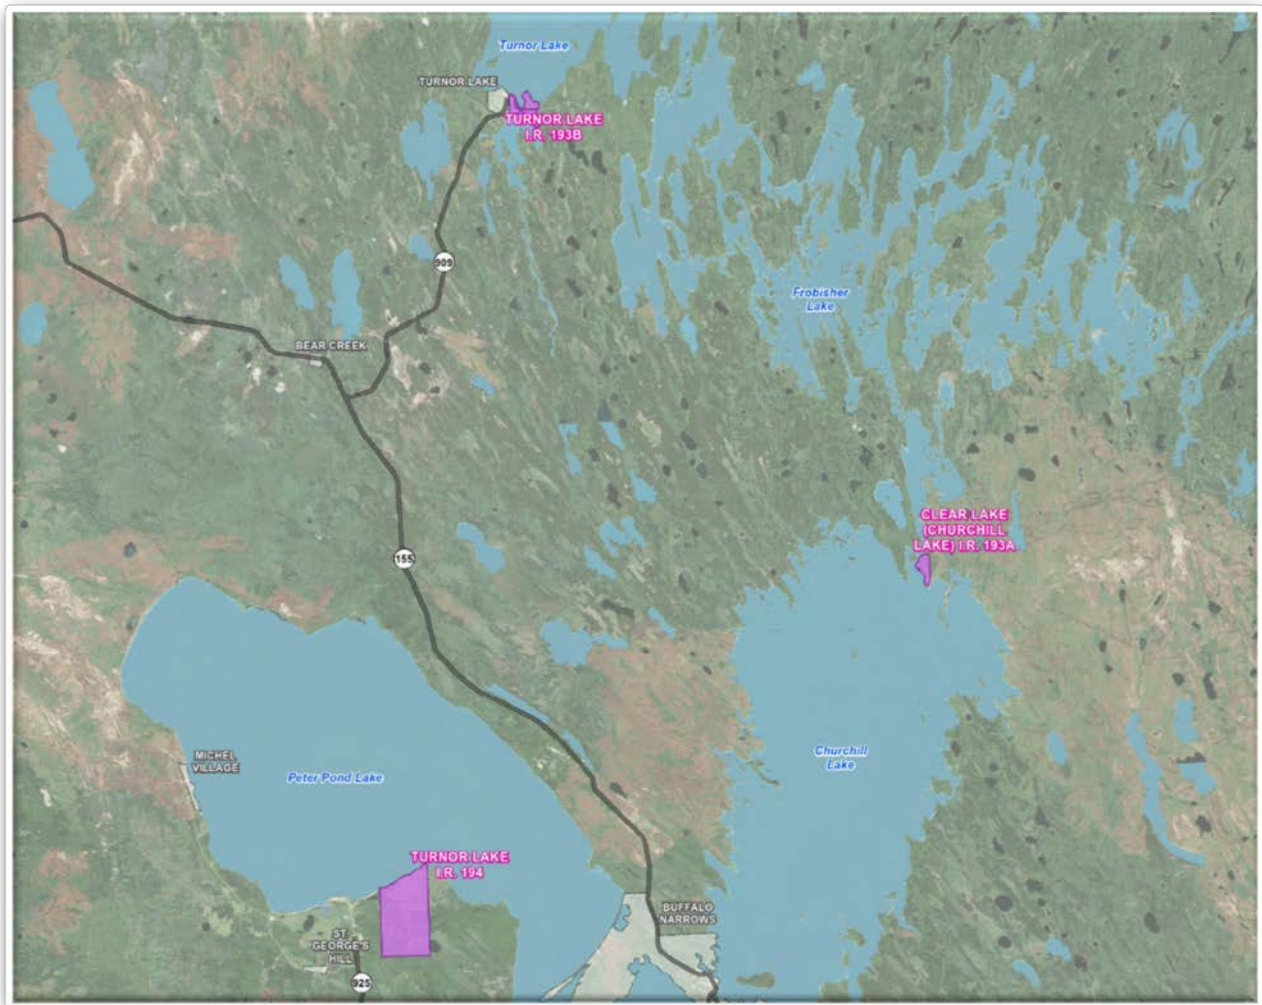 Turnor Lake
TURNOR LAKE
TURNOR LAKE
I.R. 193B
909
Frobisher
Lake
BEAR CREEK
CLEAR LAKE
(CHURCHILL
LAKE) I.R. 193A
155
MICHEL
VILLAGE
Peter Pond Lake
Churchill
Lake
TURNOR LAKE
I.R. 194
BUFFALO
NARROWS
ST.
GEORGE'S
HILL
925